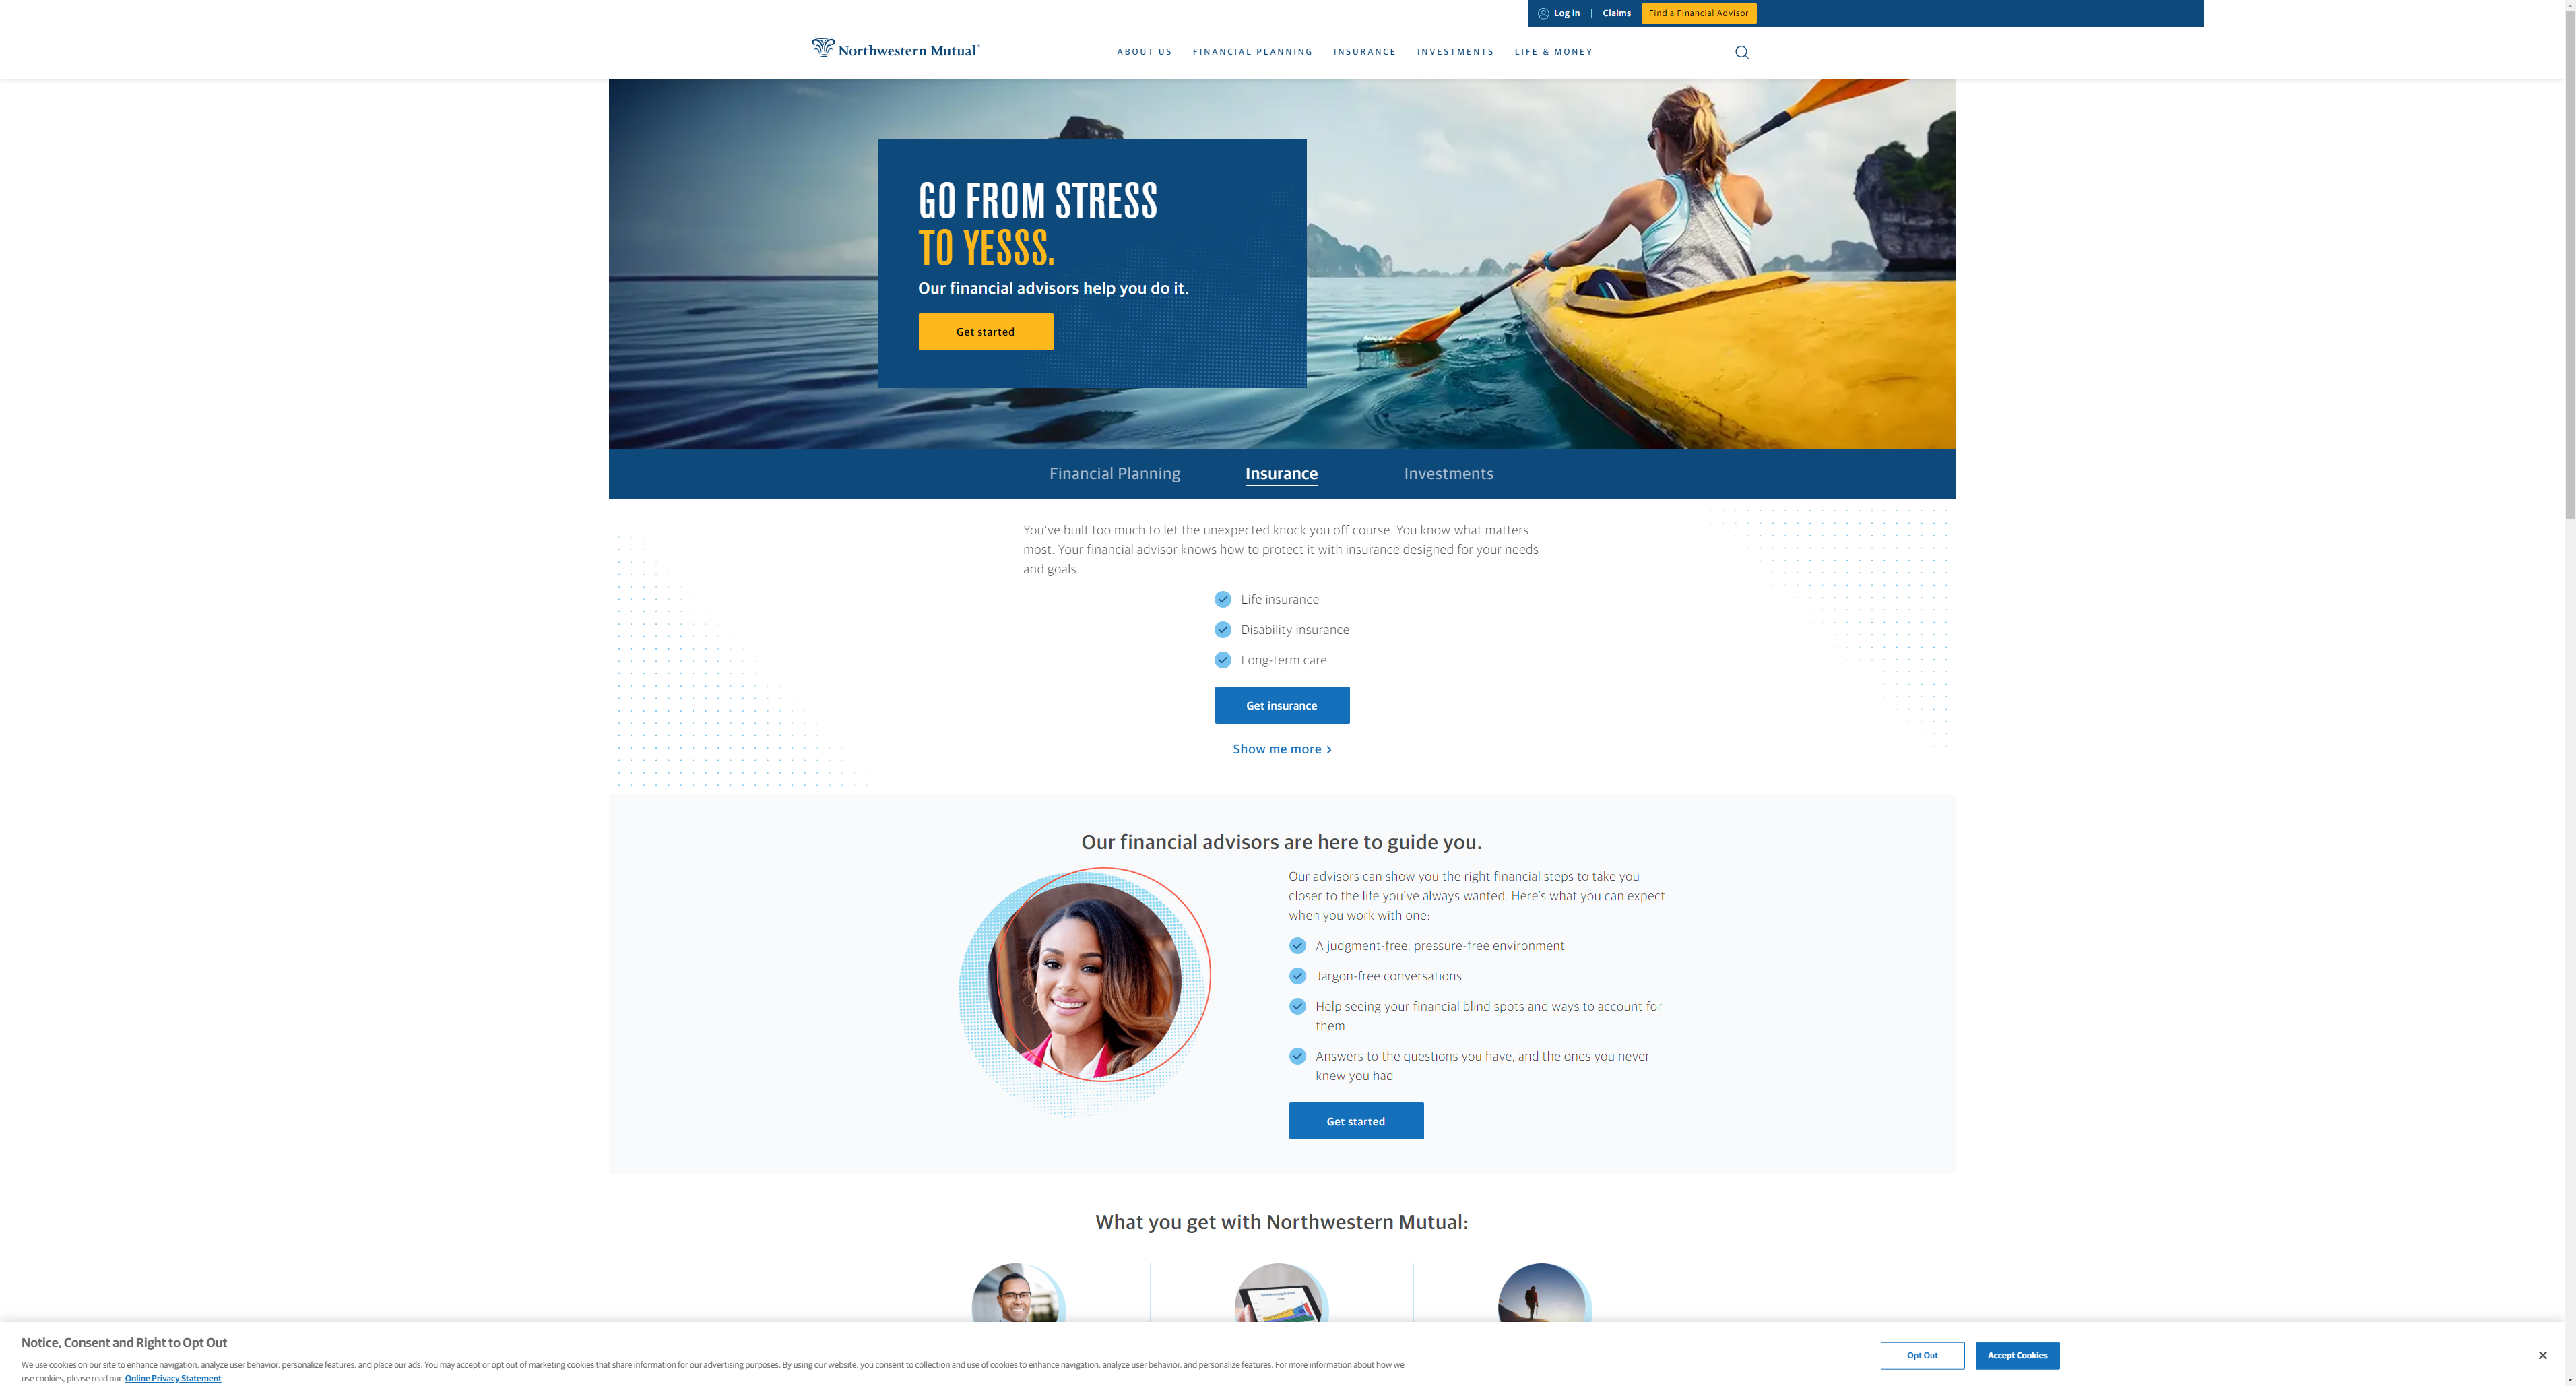 Log in
Claims
Find a Financial Advisor
Northwestern Mutual
ABOUT US
FINANCIAL PLANNING
INSURANCE
INVESTMENTS
LIFE & MONEY
GO FROM STRESS
TO YESSS.
Our financial advisors help you do it.
Get started
Financial Planning
Insurance
Investments
You've built too much to let the unexpected knock you off course. You know what matters
most. Your financial advisor knows how to protect it with insurance designed for your needs
and goals.
Life insurance
Disability insurance
Long-term care
Get insurance
Show me more
Our financial advisors are here to guide you.
Our advisors can show you the right financial steps to take you
closer to the life you've always wanted. Here's what you can expect
when you work with one:
A judgment-free, pressure-free environment
Jargon-free conversations
Help seeing your financial blind spots and ways to account for
them
Answers to the questions you have, and the ones you never
knew you had
Get started
What you get with Northwestern Mutual:
Notice, Consent and Right to Opt Out
We use cookies on our site to enhance navigation, analyze user behavior, personalize features, and place our ads. You may accept or opt out of marketing cookies that share information for our advertising purposes. By using our website, you consent to collection and use of cookies to enhance navigation, analyze user behavior, and personalize features. For more information about how we
use cookies, please read our Online Privacy Statement
Opt Out
Accept Cookies